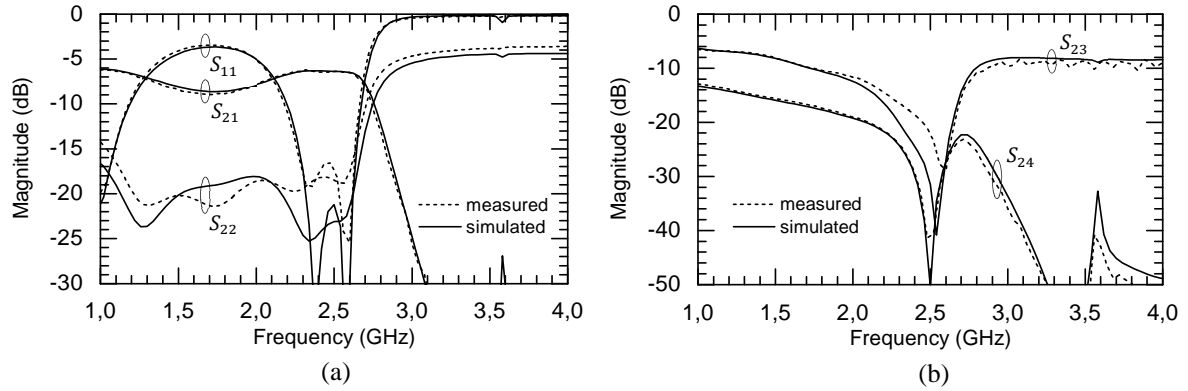 0
-5
-10
-15
-20
-25
-30
Magnitude (dB)
S11
S21
S22
measured
simulated
1,0 1,5 2,0 2,5 3,0 3,5 4,0
Frequency (GHz)
(a)
0
-10
-20
-30
-40
-50
Magnitude (dB)
S23
S24
measured
simulated
1,0 1,5 2,0 2,5 3,0 3,5 4,0
Frequency (GHz)
(b)